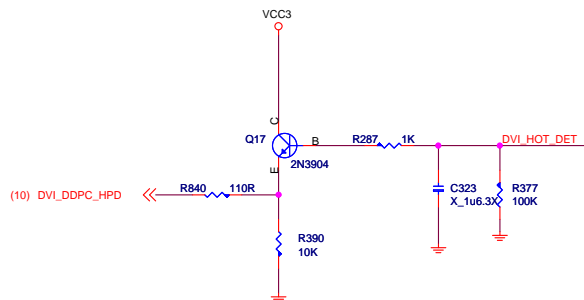 VCC3
C
Q17
B
R287
1K
DVI_HOT_DET
2N3904
E
(10) DVI_DDPC_HPD
R840
110R
C323
X_1u6.3X
R377
100K
R390
10K